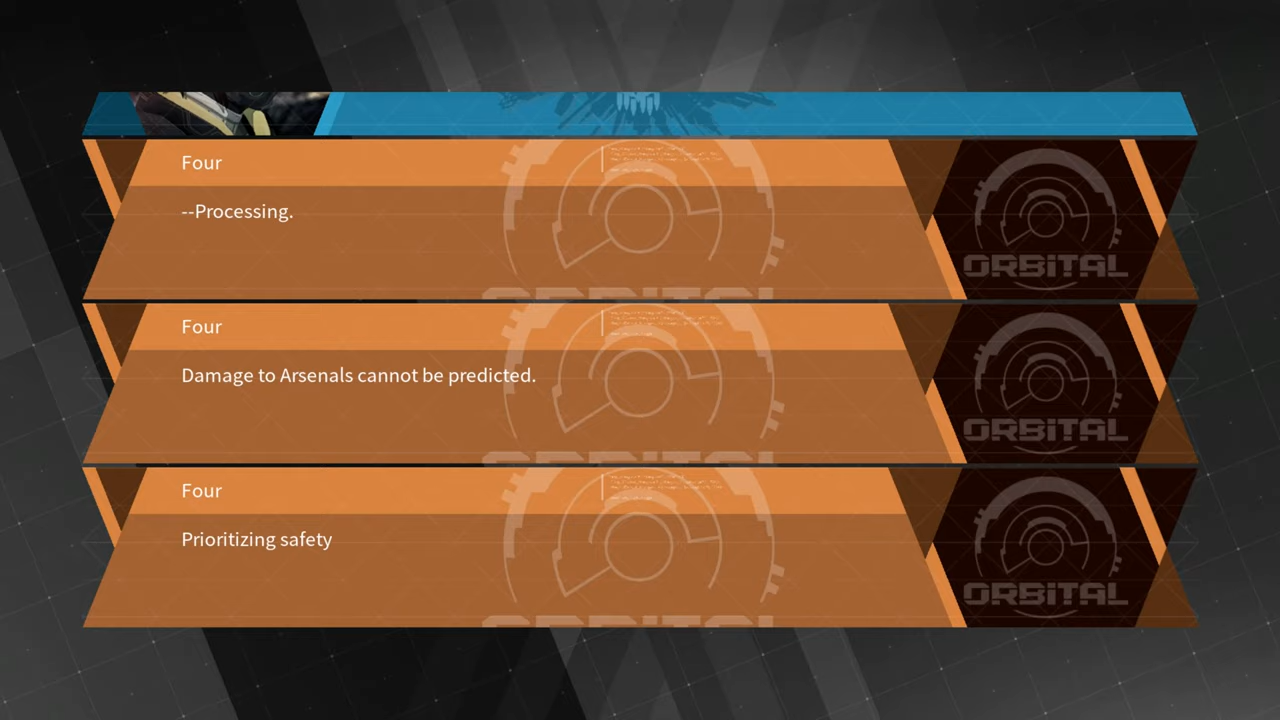 Four
--Processing.
ORBITAL
Four
Damage to Arsenals cannot be predicted.
ORBITAL
Four
Prioritizing safety
ORBITAL